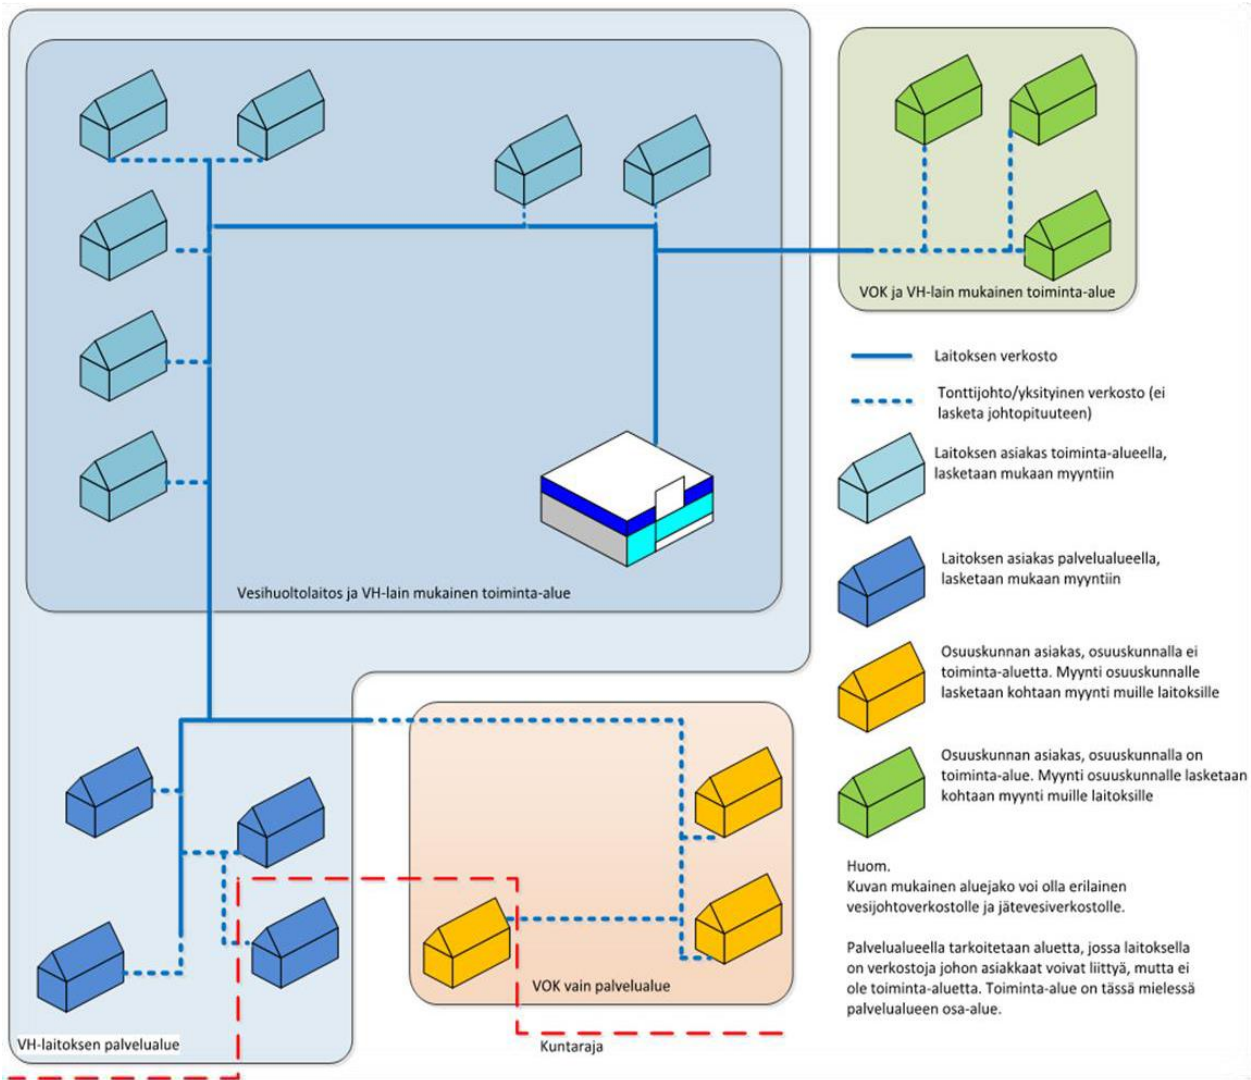 VOK ja VH-lain mukainen toiminta-alue
Laitoksen verkosto
Tonttijohto/yksityinen verkosto (ei
lasketa johtopituuteen)
Laitoksen asiakas toiminta-alueella,
lasketaan mukaan myyntiin
Laitoksen asiakas palvelualueella,
lasketaan mukaan myyntiin
Vesihuoltolaitos ja VH-lain mukainen toiminta-alue
Osuuskunnan asiakas, osuuskunnalla ei
toiminta-aluetta. Myynti osuuskunnalle
lasketaan kohtaan myynti muille laitoksille
Osuuskunnan asiakas, osuuskunnalla on
toiminta-alue. Myynti osuuskunnalle lasketaan
kohtaan myynti muille laitoksille
Huom.
Kuvan mukainen aluejako voi olla erilainen
vesijohtoverkostolle ja jätevesiverkostolle.
Palvelualueella tarkoitetaan aluetta, jossa laitoksella
on verkostoja johon asiakkaat voivat liittyä, mutta ei
ole toiminta-aluetta. Toiminta-alue on tässä mielessä
palvelualueen osa-alue.
VOK vain palvelualue
VH-laitoksen palvelualue
Kuntaraja